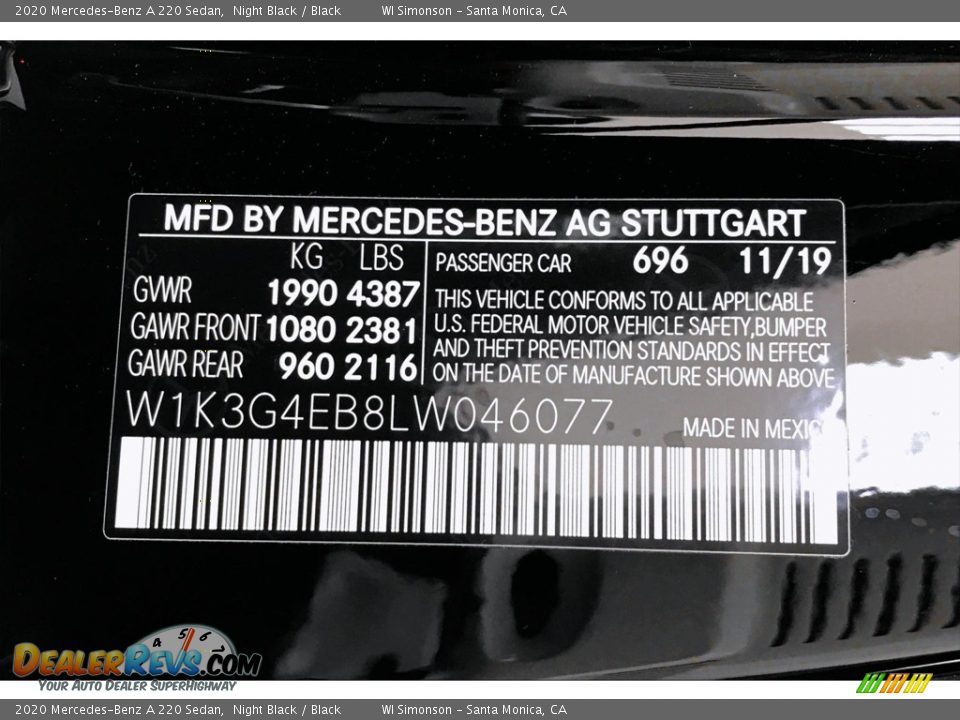 2020 Mercedes-Benz A 220 Sedan, Night Black / Black WI Simonson - Santa Monica, CA
MFD BY MERCEDES-BENZ AG STUTTGART
KG LBS
GVWR 1990 4387
GAWR FRONT 1080 2381
GAWR REAR 960 2116
PASSENGER CAR 696 11/19
THIS VEHICLE CONFORMS TO ALL APPLICABLE
U.S. FEDERAL MOTOR VEHICLE SAFETY,BUMPER
AND THEFT PREVENTION STANDARDS IN EFFECT
ON THE DATE OF MANUFACTURE SHOWN ABOVE
W1K3G4EB8LW046077
MADE IN MEXICO
4 5 6
DEALERREVS.COM
YOUR AUTO DEALER SUPERHIGHWAY
2020 Mercedes-Benz A 220 Sedan, Night Black / Black WI Simonson - Santa Monica, CA